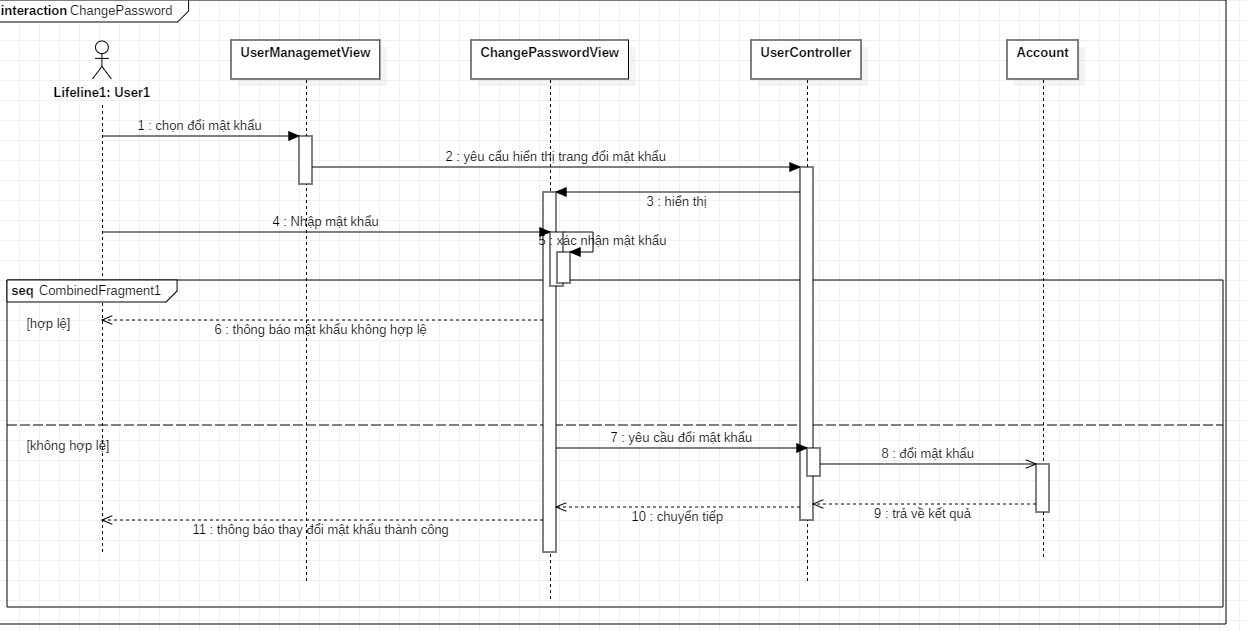 interaction ChangePassword
UserManagemetView
ChangePasswordView
UserController
Account
Lifeline1: User1
1 : chọn đổi mật khẩu
2 : yêu cầu hiển thị trang đổi mật khẩu
3 : hiển thị
4 : Nhập mật khẩu
5 : xác nhận mật khẩu
seq CombinedFragment1
[hợp lệ]
6 : thông báo mật khẩu không hợp lệ
[không hợp lệ]
7 : yêu cầu đổi mật khẩu
8 : đổi mật khẩu
9 : trả về kết quả
10 : chuyển tiếp
11 : thông báo thay đổi mật khẩu thành công